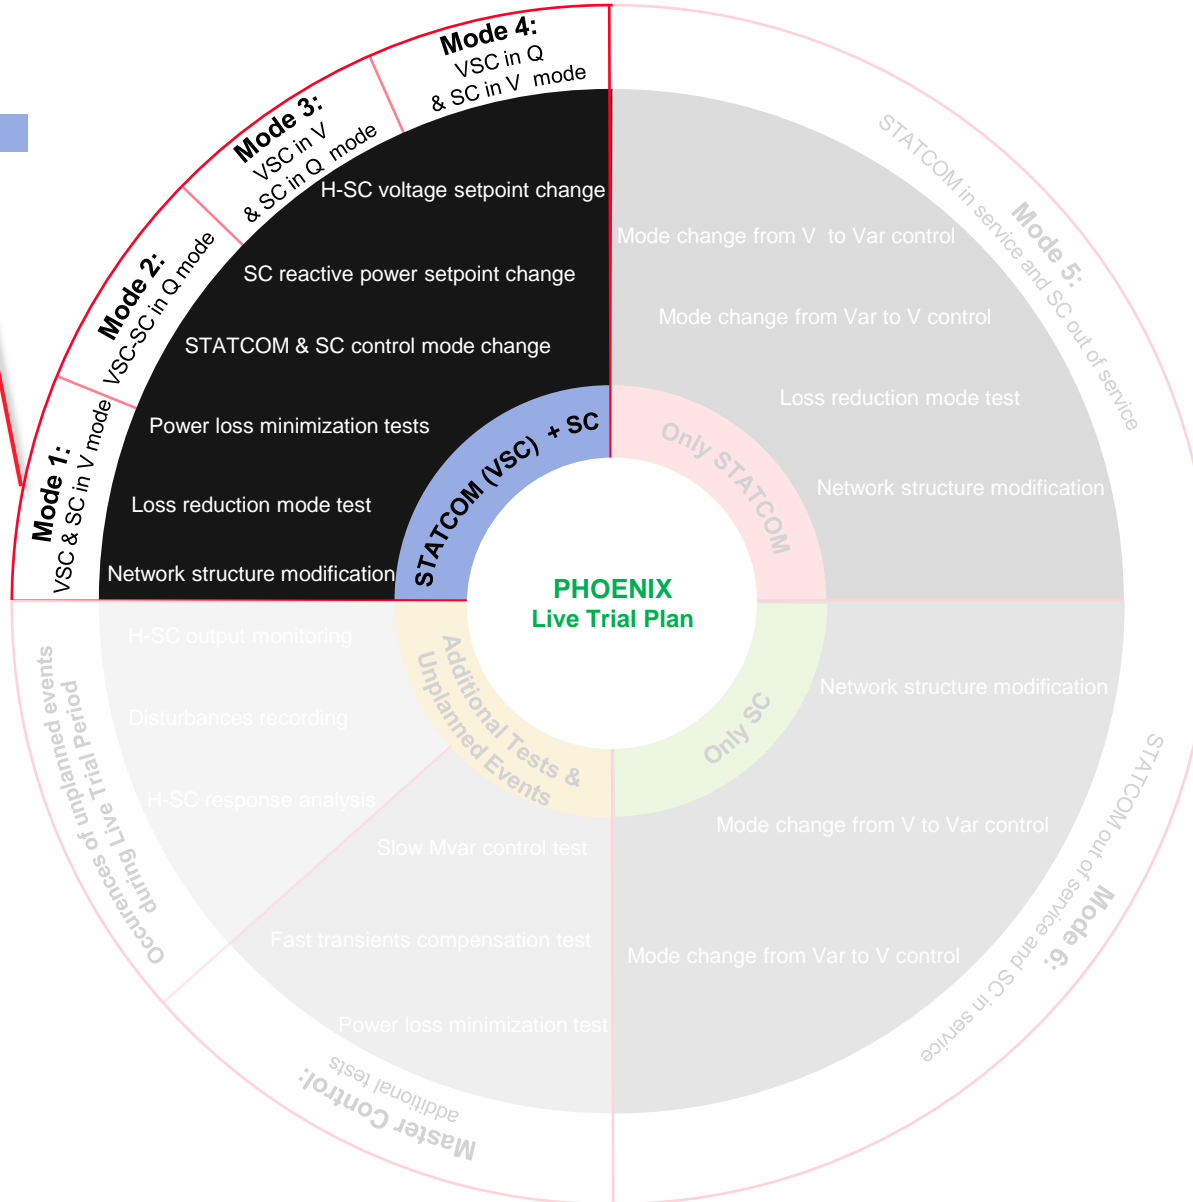 Mode 4:
VSC in Q
& SC in V mode
Mode 3:
VSC in V
& SC in Q mode
Mode 2:
VSC-SC in Q mode
Mode 1:
VSC & SC in V mode
H-SC voltage setpoint change
SC reactive power setpoint change
STATCOM & SC control mode change
Power loss minimization tests
Loss reduction mode test
Network structure modification
STATCOM (VSC) + SC
Mode 5:
STATCOM in service and SC out of service
Mode change from V to Var control
Mode change from Var to V control
Loss reduction mode test
Network structure modification
Only STATCOM
PHOENIX
Live Trial Plan
Additional Tests &
Unplanned Events
Only SC
Occurences of unplanned events
during Live Trial Period
H-SC output monitoring
Disturbances recording
H-SC response analysis
Slow Mvar control test
Fast transients compensation test
Power loss minimization test
Master Control:
additional tests
Network structure modification
Mode change from V to Var control
Mode change from Var to V control
Mode 6:
STATCOM out of service and SC in service